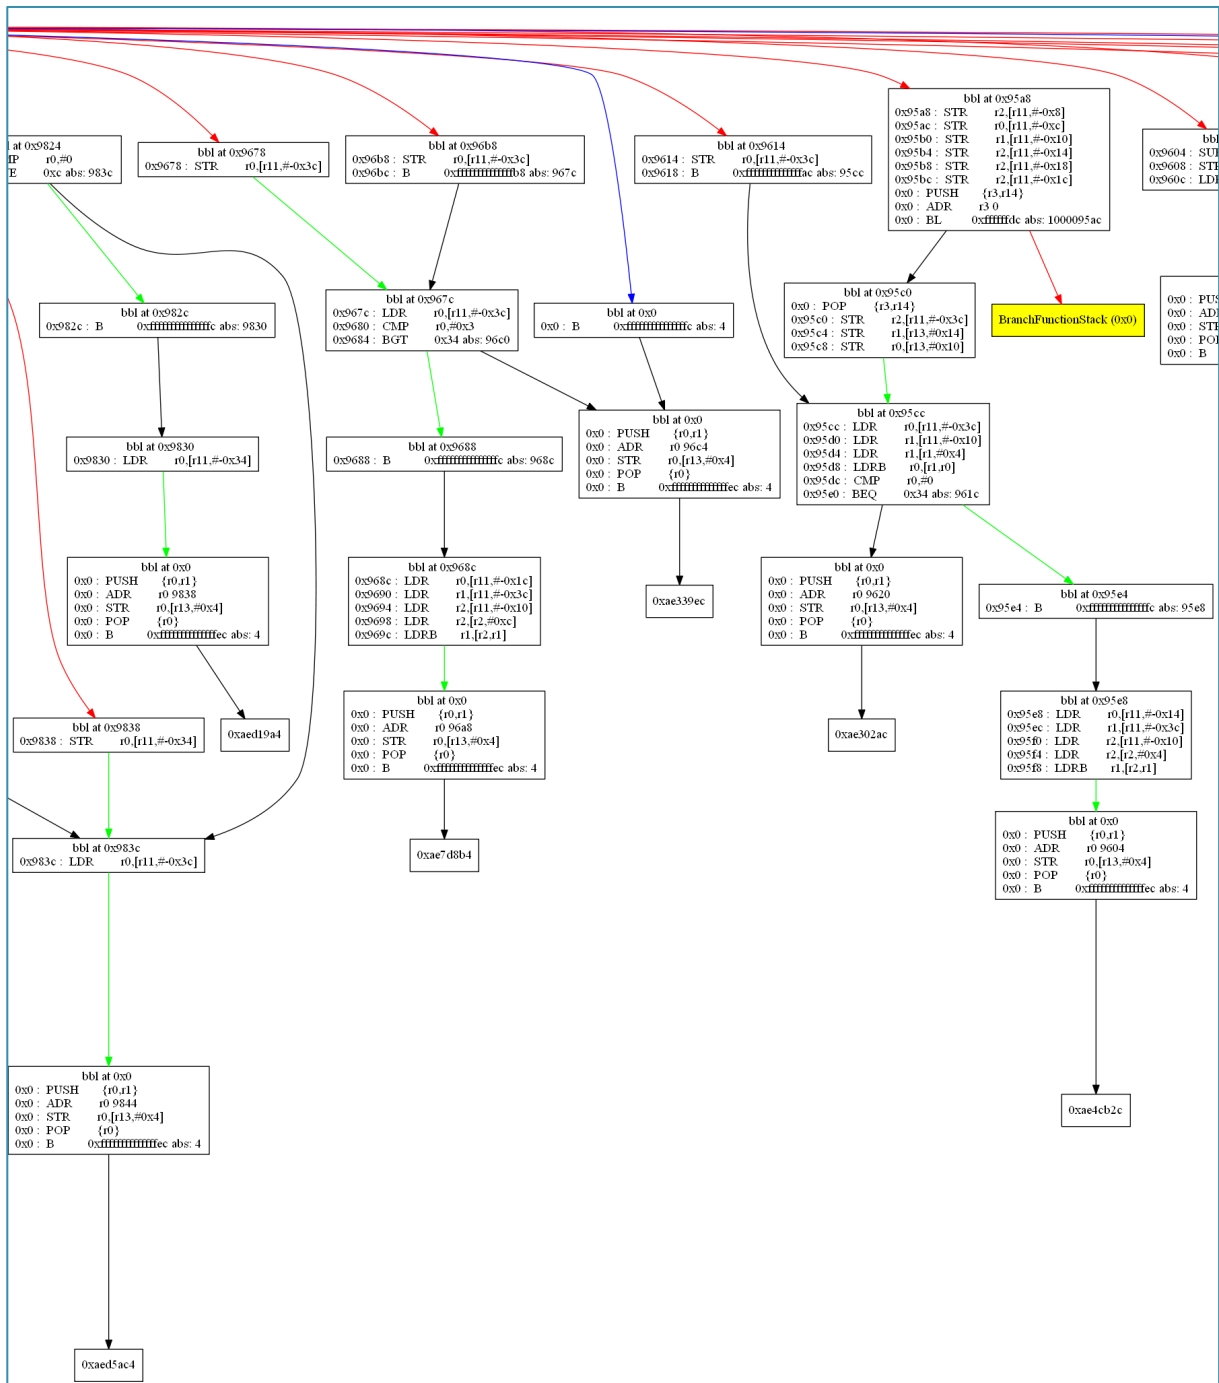 bbl at 0x95a8
0x95a8 : STR r2,[r11,#-0x8]
0x95ac : STR r0,[r11,#-0xc]
0x95b0 : STR r1,[r11,#-0x10]
0x95b4 : STR r2,[r11,#-0x14]
0x95b8 : STR r2,[r11,#-0x18]
0x95bc : STR r2,[r11,#-0x1c]
0x0 : PUSH {r3,r14}
0x0 : ADR r3 0
0x0 : BL 0xffffffdc abs: 1000095ac
at 0x9824
r0,#0
0xc abs: 983c
bbl at 0x9678
0x9678 : STR r0,[r11,#-0x3c]
bbl at 0x96b8
0x96b8 : STR r0,[r11,#-0x3c]
0x96bc : B 0xffffffffffffffb8 abs: 967c
bbl at 0x9614
0x9614 : STR r0,[r11,#-0x3c]
0x9618 : B 0xffffffffffffffac abs: 95cc
bbl
0x9604 :
0x9608 :
0x960c :
bbl at 0x982c
0x982c : B 0xfffffffffffffffc abs: 9830
bbl at 0x967c
0x967c : LDR r0,[r11,#-0x3c]
0x9680 : CMP r0,#0x3
0x9684 : BGT 0x34 abs: 96c0
bbl at 0x0
0x0 : B 0xfffffffffffffffc abs: 4
bbl at 0x95c0
0x0 : POP {r3,r14}
0x95c0 : STR r2,[r11,#-0x3c]
0x95c4 : STR r1,[r13,#0x14]
0x95c8 : STR r0,[r13,#0x10]
BranchFunctionStack (0x0)
0x0 :
0x0 :
0x0 :
0x0 :
0x0 : B
bbl at 0x9830
0x9830 : LDR r0,[r11,#-0x34]
bbl at 0x9688
0x9688 : B 0xfffffffffffffffc abs: 968c
bbl at 0x0
0x0 : PUSH {r0,r1}
0x0 : ADR r0 96c4
0x0 : STR r0,[r13,#0x4]
0x0 : POP {r0}
0x0 : B 0xffffffffffffffec abs: 4
bbl at 0x95cc
0x95cc : LDR r0,[r11,#-0x3c]
0x95d0 : LDR r1,[r11,#-0x10]
0x95d4 : LDR r1,[r1,#0x4]
0x95d8 : LDRB r0,[r1,r0]
0x95dc : CMP r0,#0
0x95e0 : BEQ 0x34 abs: 961c
bbl at 0x0
0x0 : PUSH {r0,r1}
0x0 : ADR r0 9838
0x0 : STR r0,[r13,#0x4]
0x0 : POP {r0}
0x0 : B 0xffffffffffffffec abs: 4
bbl at 0x968c
0x968c : LDR r0,[r11,#-0x1c]
0x9690 : LDR r1,[r11,#-0x3c]
0x9694 : LDR r2,[r11,#-0x10]
0x9698 : LDR r2,[r2,#0xc]
0x969c : LDRB r1,[r2,r1]
0xae339ec
bbl at 0x0
0x0 : PUSH {r0,r1}
0x0 : ADR r0 9620
0x0 : STR r0,[r13,#0x4]
0x0 : POP {r0}
0x0 : B 0xffffffffffffffec abs: 4
bbl at 0x95e4
0x95e4 : B 0xfffffffffffffffc abs: 95e8
bbl at 0x9838
0x9838 : STR r0,[r11,#-0x34]
0xaed19a4
bbl at 0x0
0x0 : PUSH {r0,r1}
0x0 : ADR r0 96a8
0x0 : STR r0,[r13,#0x4]
0x0 : POP {r0}
0x0 : B 0xffffffffffffffec abs: 4
0xae302ac
bbl at 0x95e8
0x95e8 : LDR r0,[r11,#-0x14]
0x95ec : LDR r1,[r11,#-0x3c]
0x95f0 : LDR r2,[r11,#-0x10]
0x95f4 : LDR r2,[r2,#0x4]
0x95f8 : LDRB r1,[r2,r1]
bbl at 0x983c
0x983c : LDR r0,[r11,#-0x3c]
0xae7d8b4
bbl at 0x0
0x0 : PUSH {r0,r1}
0x0 : ADR r0 9604
0x0 : STR r0,[r13,#0x4]
0x0 : POP {r0}
0x0 : B 0xffffffffffffffec abs: 4
bbl at 0x0
0x0 : PUSH {r0,r1}
0x0 : ADR r0 9844
0x0 : STR r0,[r13,#0x4]
0x0 : POP {r0}
0x0 : B 0xffffffffffffffec abs: 4
0xae4cb2c
0xaed5ac4